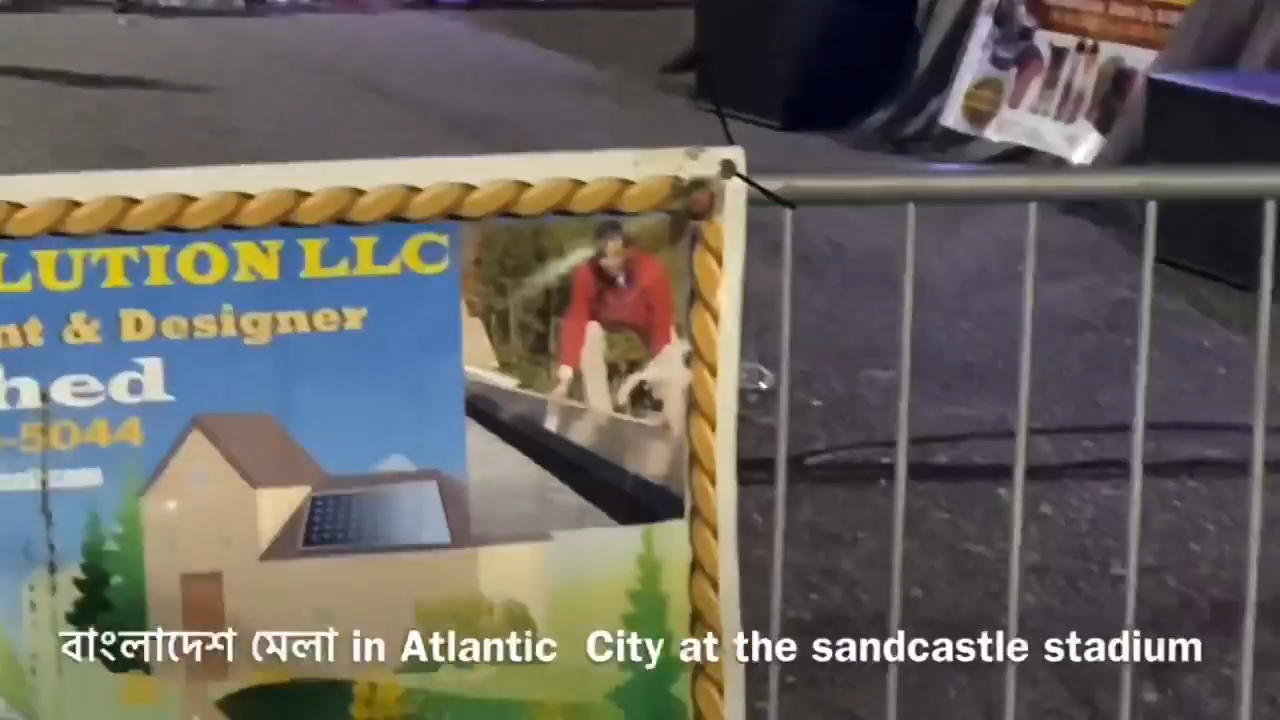 LUTION LLC
nt & Designer
hed
-5044
বাংলাদেশ মেলা in Atlantic City at the sandcastle stadium